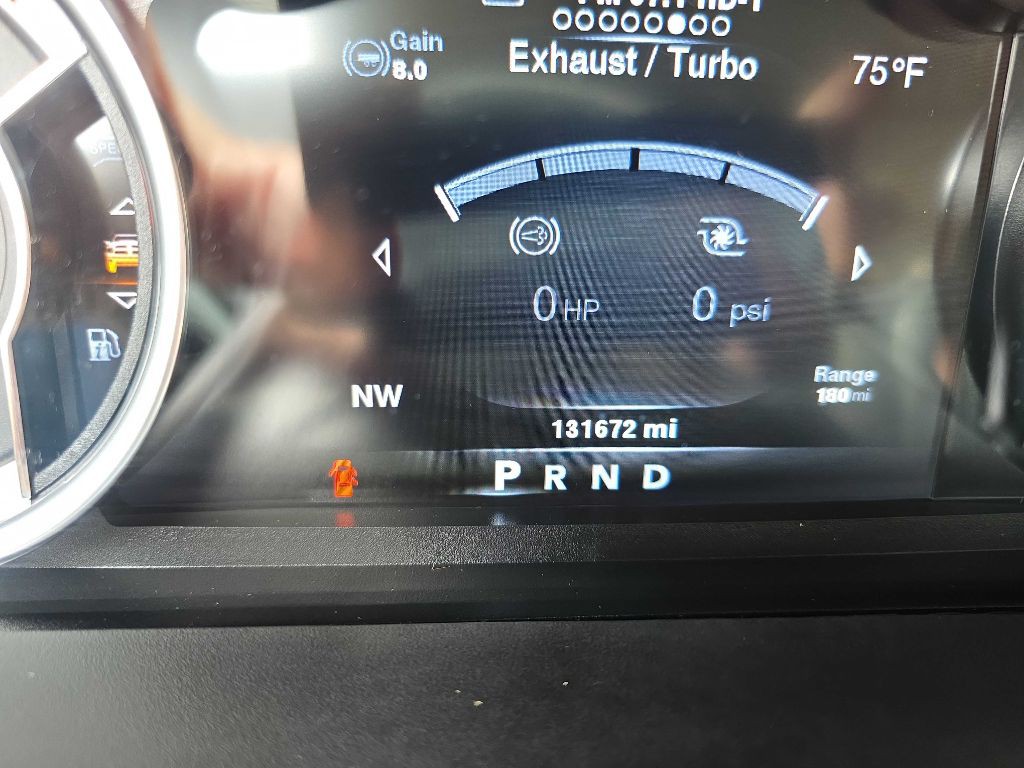 Gain
8.0
Exhaust / Turbo
75°F
0 HP
0 psi
NW
Range
180 mi
131672 mi
P R N D